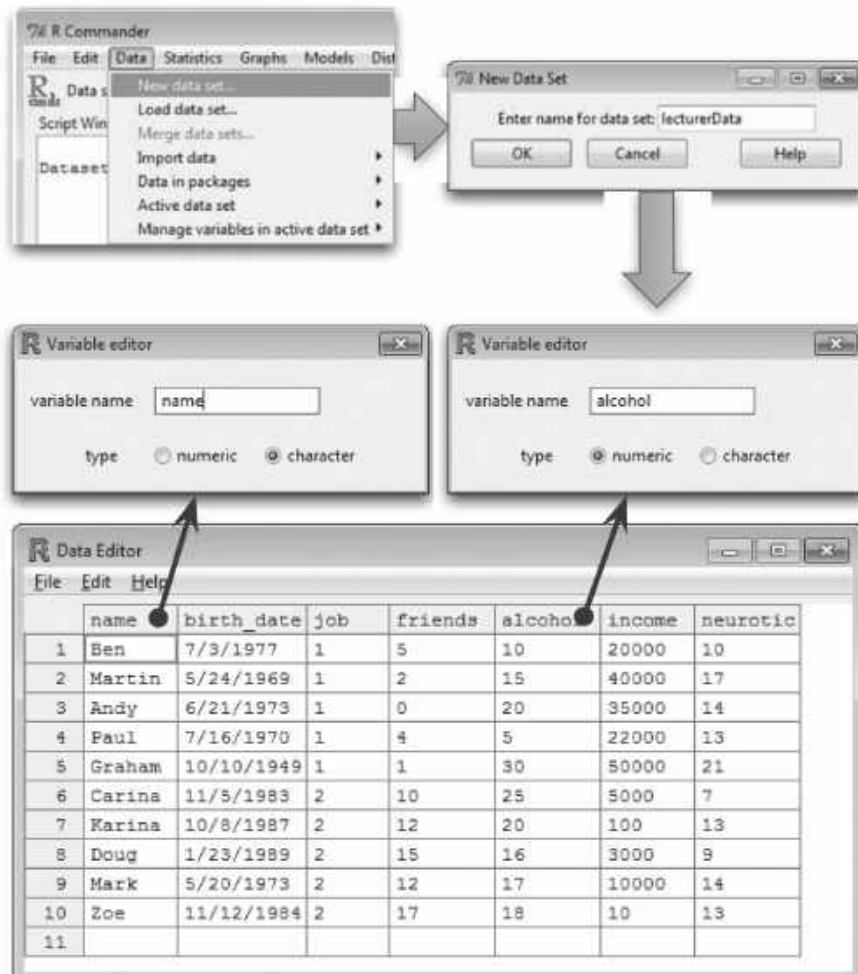 R Commander
File Edit Data Statistics Graphs Models Dist
Data s
New data set...
Load data set...
Script Win
Merge data sets...
Dataset
Import data
Data in packages
Active data set
Manage variables in active data set
New Data Set
Enter name for data set: lecturerData
OK Cancel Help
Variable editor
variable name name
type numeric character
Variable editor
variable name alcohol
type numeric character
Data Editor
File Edit Help
name birth_date job friends alcoho income neurotic
1 Ben 7/3/1977 1 5 10 20000 10
2 Martin 5/24/1969 1 2 15 40000 17
3 Andy 6/21/1973 1 0 20 35000 14
4 Paul 7/16/1970 1 4 5 22000 13
5 Graham 10/10/1949 1 1 30 50000 21
6 Carina 11/5/1983 2 10 25 5000 7
7 Karina 10/8/1987 2 12 20 100 13
8 Doug 1/23/1989 2 15 16 3000 9
9 Mark 5/20/1973 2 12 17 10000 14
10 Zoe 11/12/1984 2 17 18 10 13
11